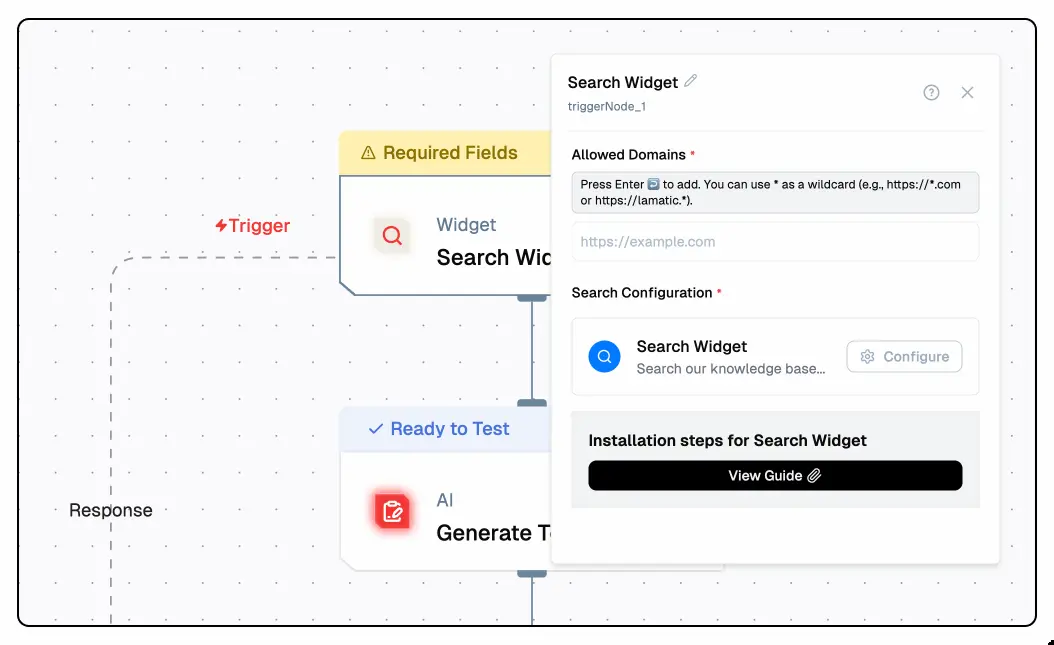 Required Fields
Trigger
Widget
Search Wid
Ready to Test
AI
Generate T
Response
Search Widget
triggerNode_1
Allowed Domains *
Press Enter to add. You can use * as a wildcard (e.g., https://*.com
or https://lamatic.*).
https://example.com
Search Configuration *
Search Widget
Search our knowledge base...
Configure
Installation steps for Search Widget
View Guide